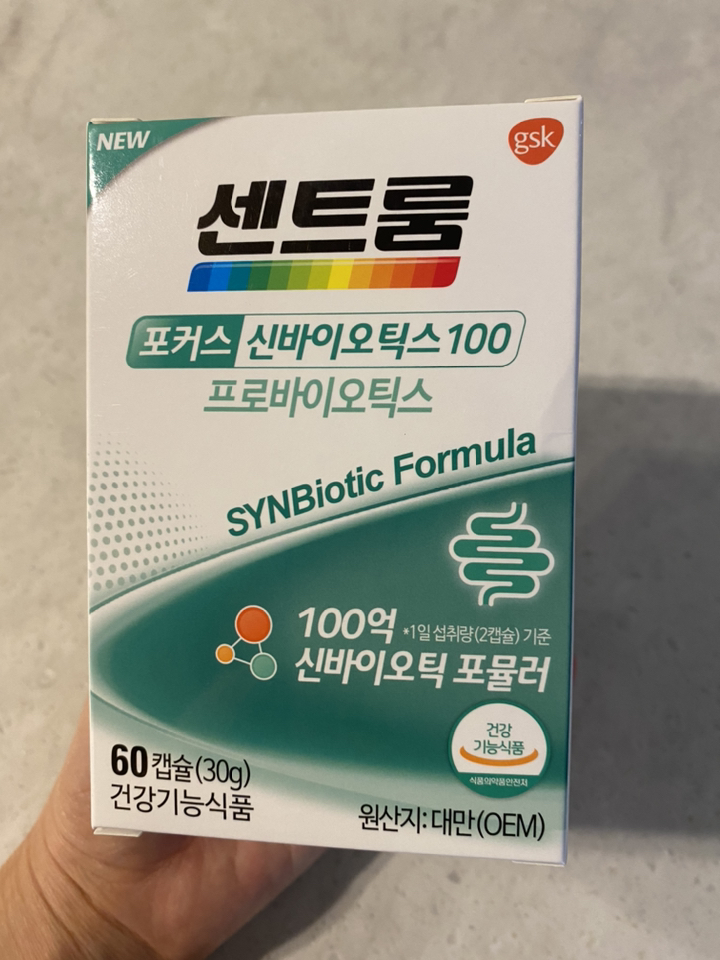 NEW
gsk
센트룸
포커스 신바이오틱스 100
프로바이오틱스
SYNBiotic Formula
100억 *1일 섭취량(2캡슐) 기준
신바이오틱 포뮬러
건강
기능식품
식품의약품안전처
60 캡슐(30g)
건강기능식품
원산지: 대만(OEM)